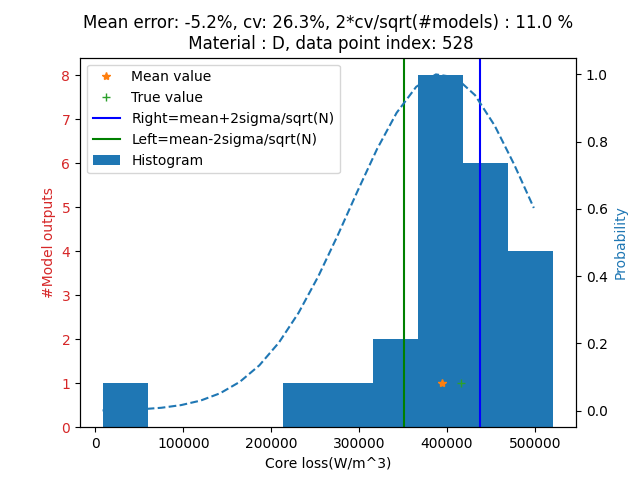 Mean error: -5.2%, cv: 26.3%, 2*cv/sqrt(#models) : 11.0 %
Material : D, data point index: 528
Mean value
True value
Right=mean+2sigma/sqrt(N)
Left=mean-2sigma/sqrt(N)
Histogram
8
7
6
5
4
3
2
1
0
#Model outputs
1.0
0.8
0.6
0.4
0.2
0.0
Probability
0 100000 200000 300000 400000 500000
Core loss(W/m^3)